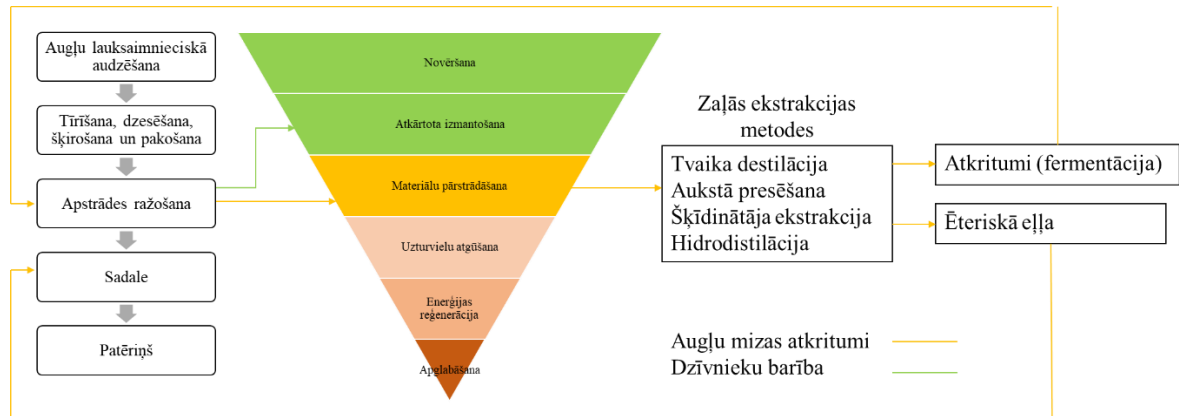 Augļu lauksaimnieciskā
audzēšana
Tīrīšana, dzesēšana,
šķirošana un pakošana
Apstrādes ražošana
Sadale
Patēriņš
Novēršana
Atkārtota izmantošana
Materiālu pārstrādāšana
Uzturvielu atgūšana
Enerģijas
reģenerācija
Apglabāšana
Zaļās ekstrakcijas
metodes
Tvaika destilācija
Aukstā presēšana
Šķīdinātāja ekstrakcija
Hidrodistilācija
Atkritumi (fermentācija)
Ēteriskā eļļa
Augļu mizas atkritumi
Dzīvnieku barība